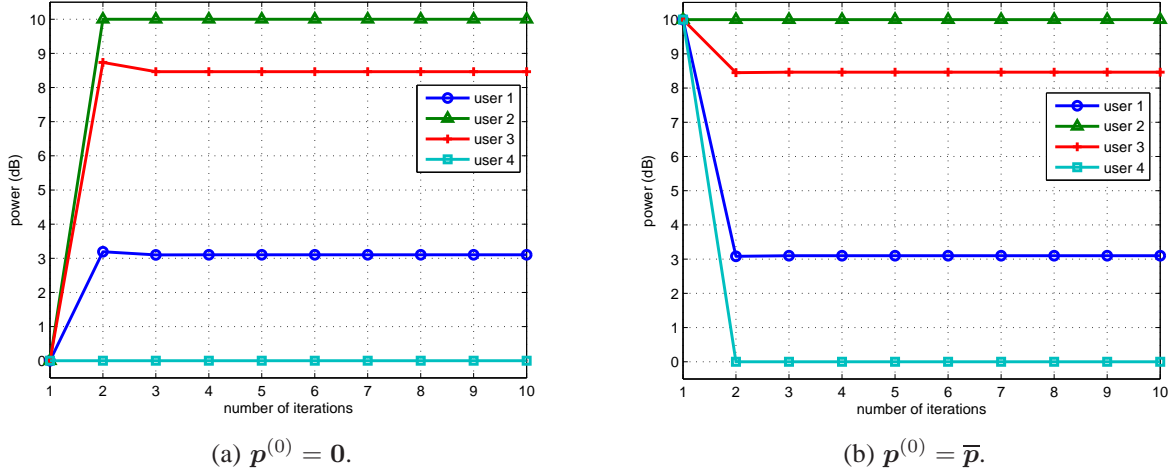 10
9
8
7
6
5
4
3
2
1
0
power (dB)
user 1
user 2
user 3
user 4
1 2 3 4 5 6 7 8 9 10
number of iterations
(a) p^(0) = 0.
10
9
8
7
6
5
4
3
2
1
0
power (dB)
user 1
user 2
user 3
user 4
1 2 3 4 5 6 7 8 9 10
number of iterations
(b) p^(0) = p̅.